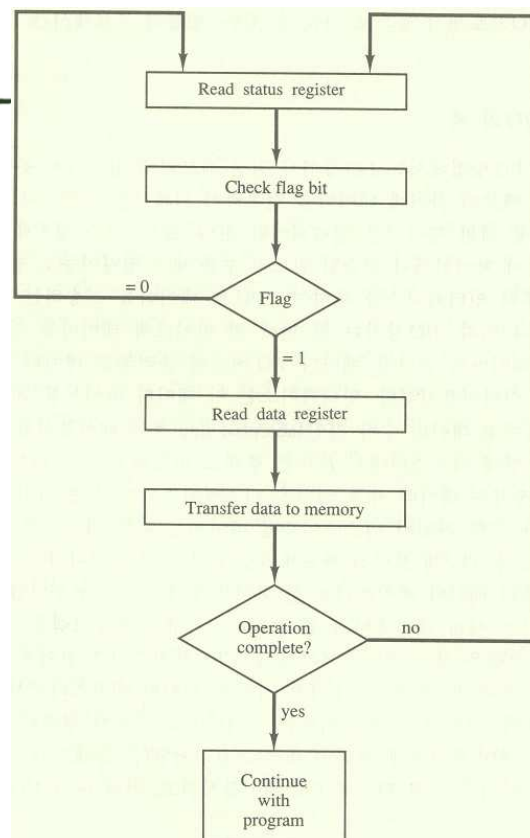 Read status register
Check flag bit
= 0
Flag
= 1
Read data register
Transfer data to memory
Operation
complete?
no
yes
Continue
with
program